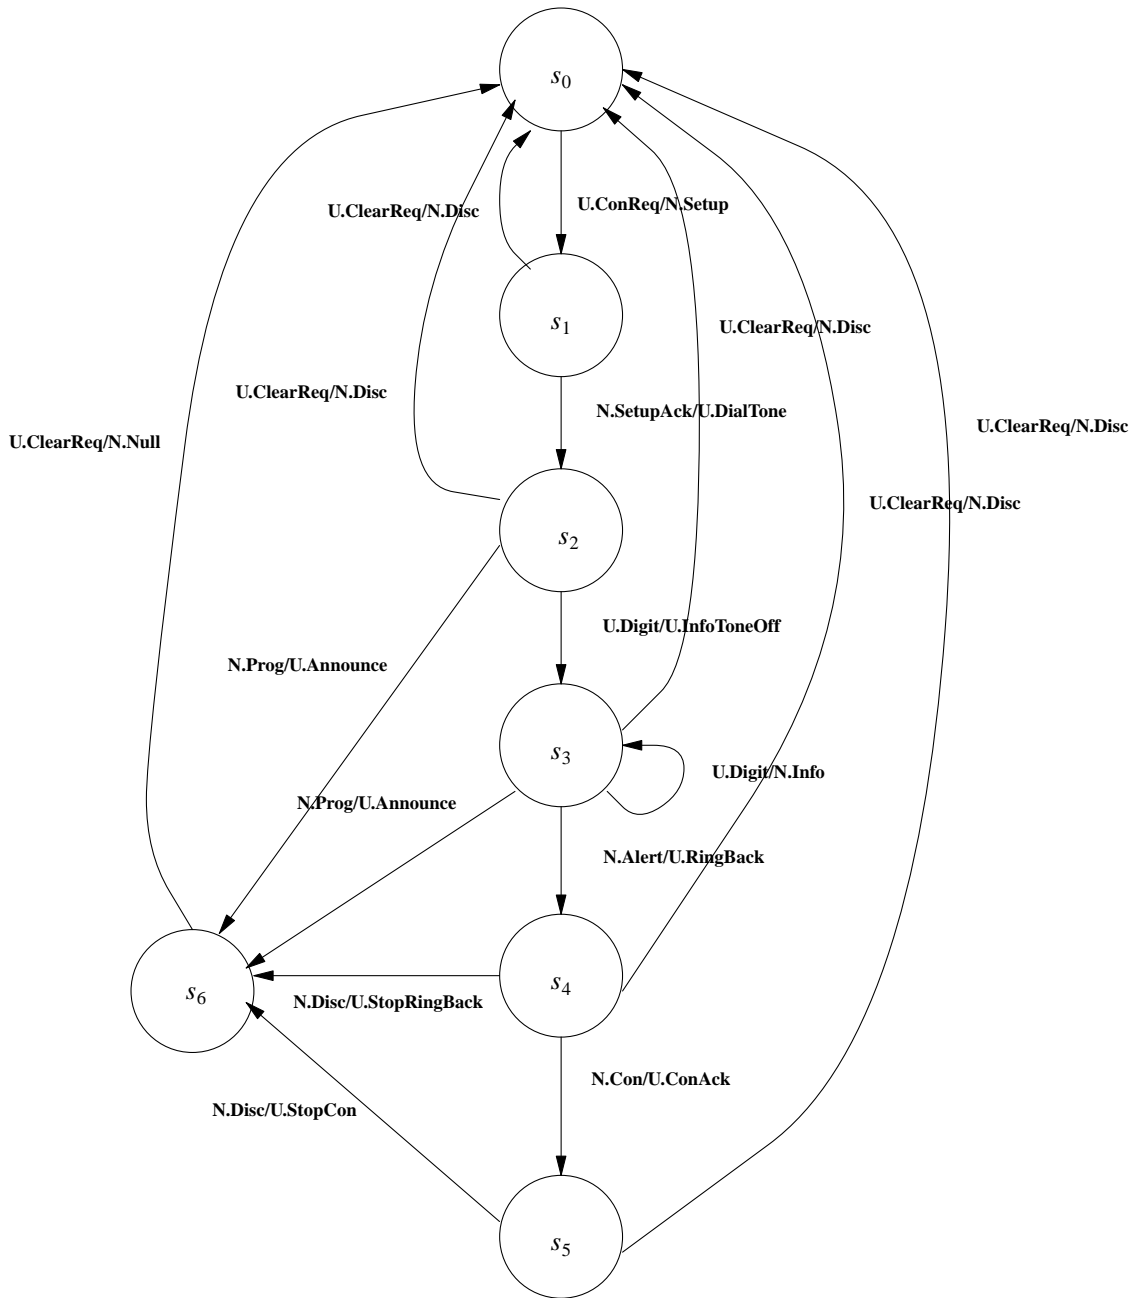 s0
U.ClearReq/N.Disc
U.ConReq/N.Setup
s1
U.ClearReq/N.Disc
U.ClearReq/N.Disc
N.SetupAck/U.DialTone
U.ClearReq/N.Disc
U.ClearReq/N.Null
U.ClearReq/N.Disc
s2
U.Digit/U.InfoToneOff
N.Prog/U.Announce
s3
U.Digit/N.Info
N.Prog/U.Announce
N.Alert/U.RingBack
s4
s6
N.Disc/U.StopRingBack
N.Con/U.ConAck
N.Disc/U.StopCon
s5